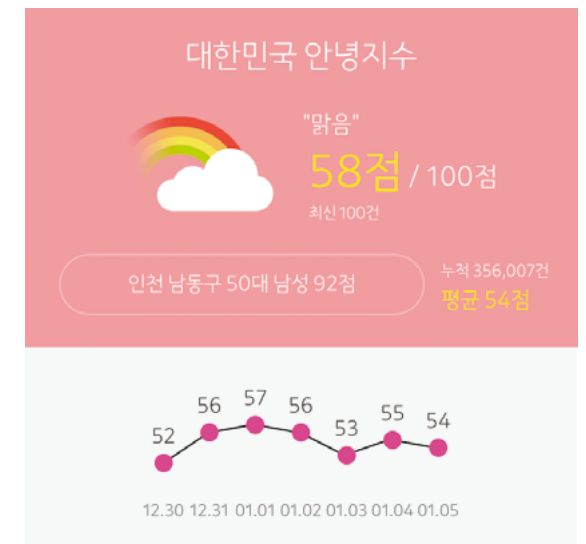 대한민국 안녕지수
"맑음"
58점 / 100점
최신 100건
인천 남동구 50대 남성 92점
누적 356,007건
평균 54점
52 56 57 56 53 55 54
12.30 12.31 01.01 01.02 01.03 01.04 01.05